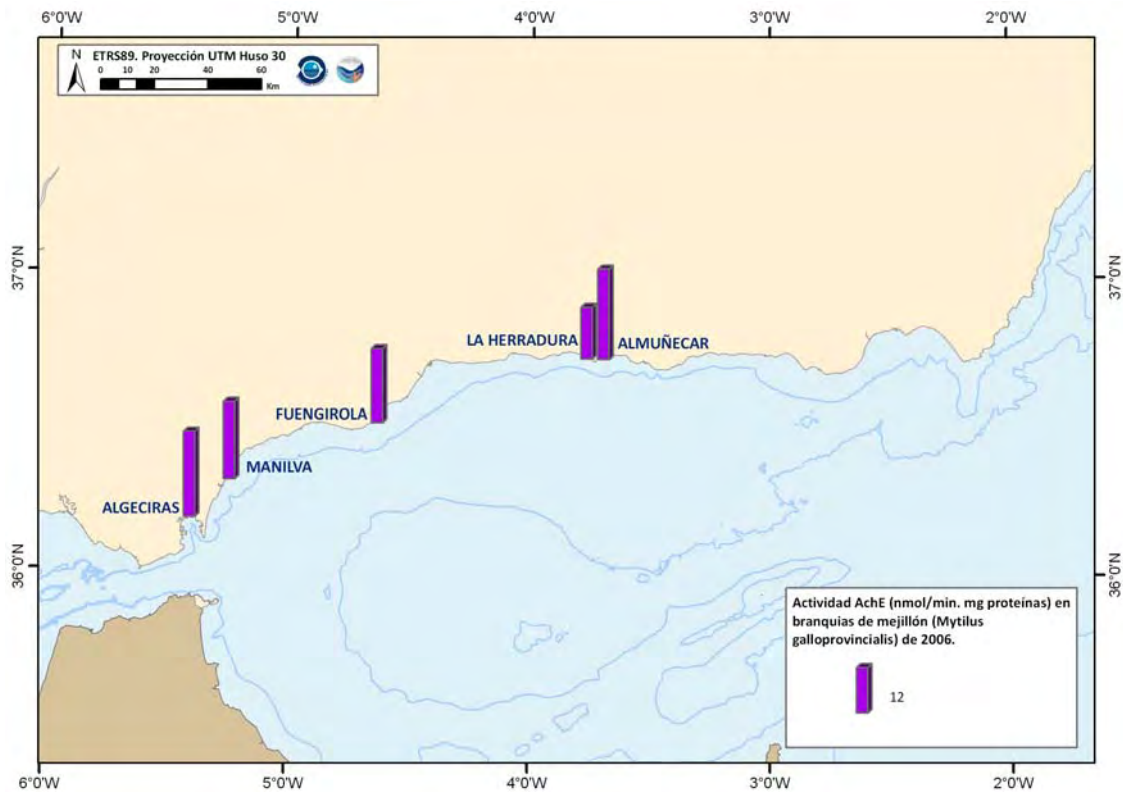 6°0'W 5°0'W 4°0'W 3°0'W 2°0'W
N ETRS89. Proyección UTM Huso 30
0 10 20 40 60
Km
37°0'N
37°0'N
LA HERRADURA
ALMUÑECAR
FUENGIROLA
MANILVA
ALGECIRAS
36°0'N
36°0'N
Actividad AchE (nmol/min. mg proteínas) en
branquias de mejillón (Mytilus
galloprovincialis) de 2006.
12
6°0'W 5°0'W 4°0'W 3°0'W 2°0'W